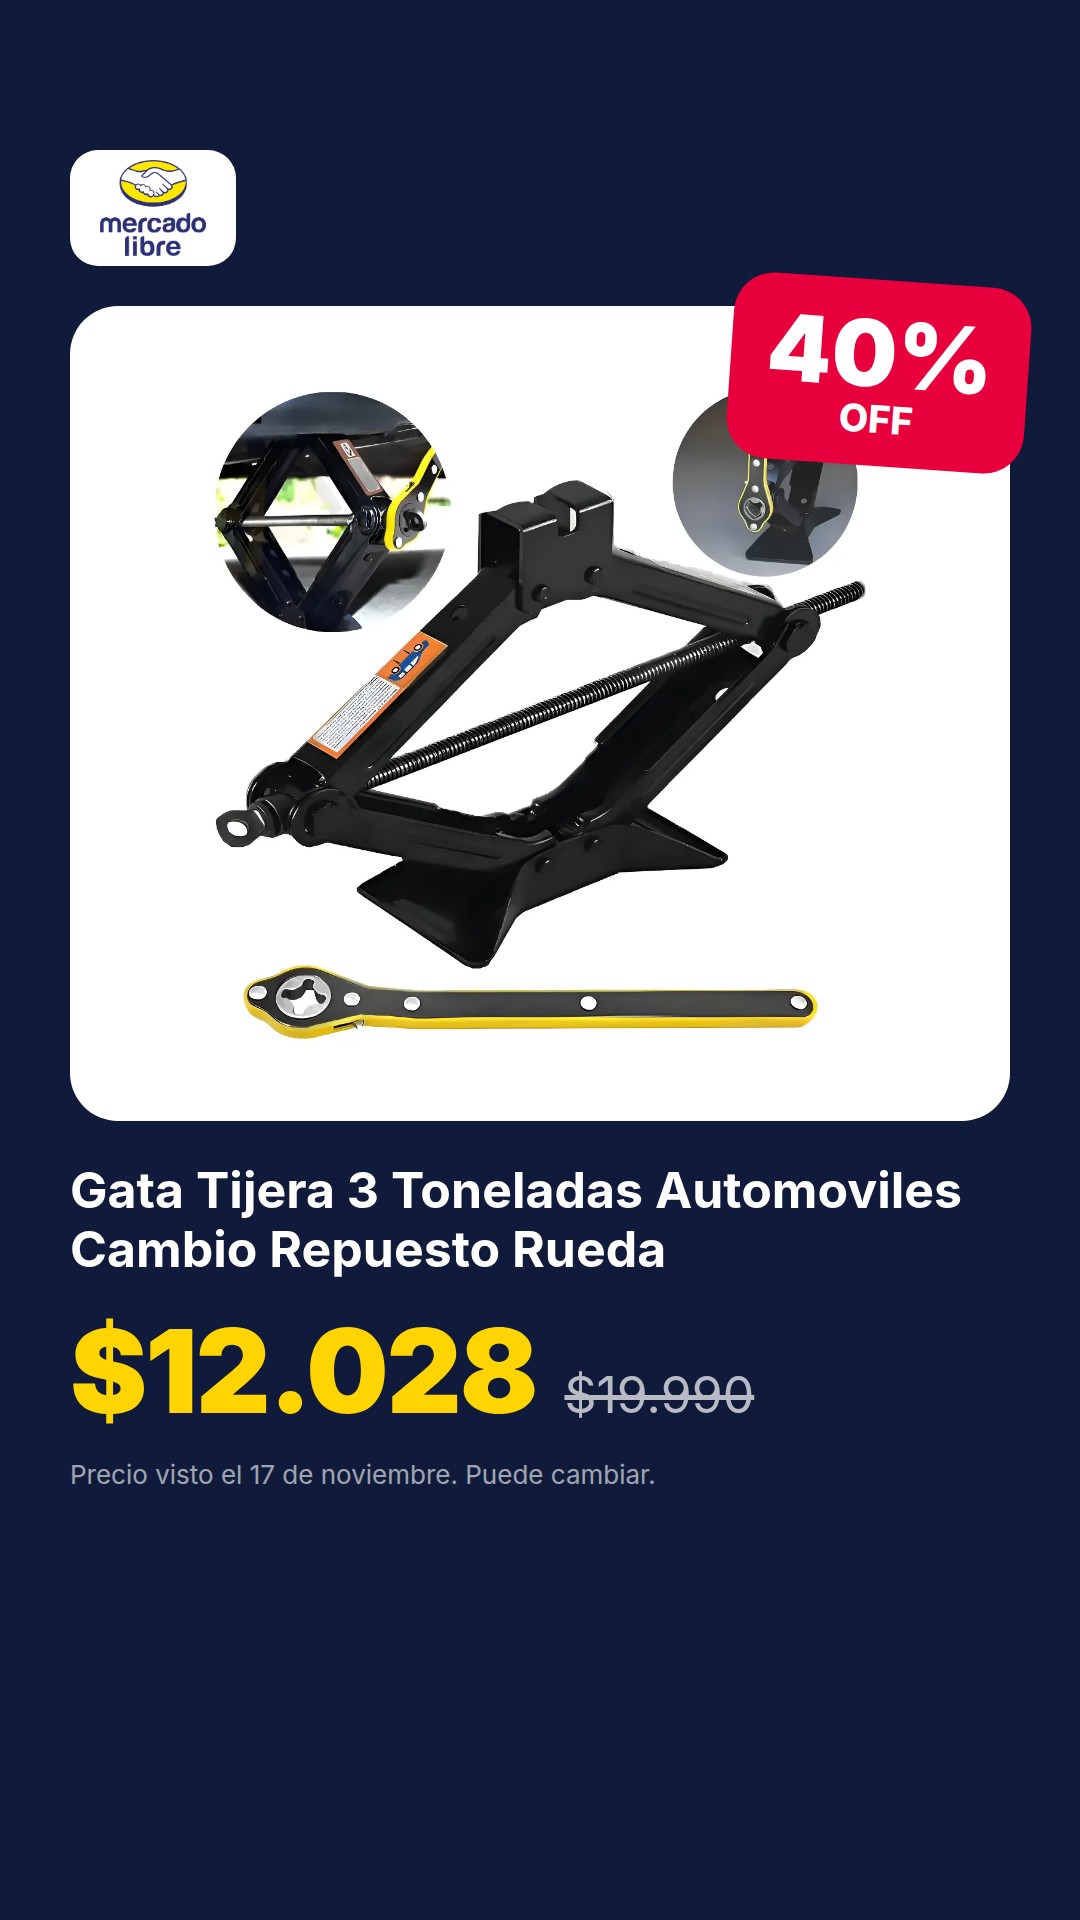 mercado
libre
40%
OFF
Gata Tijera 3 Toneladas Automoviles
Cambio Repuesto Rueda
$12.028 $19.990
Precio visto el 17 de noviembre. Puede cambiar.